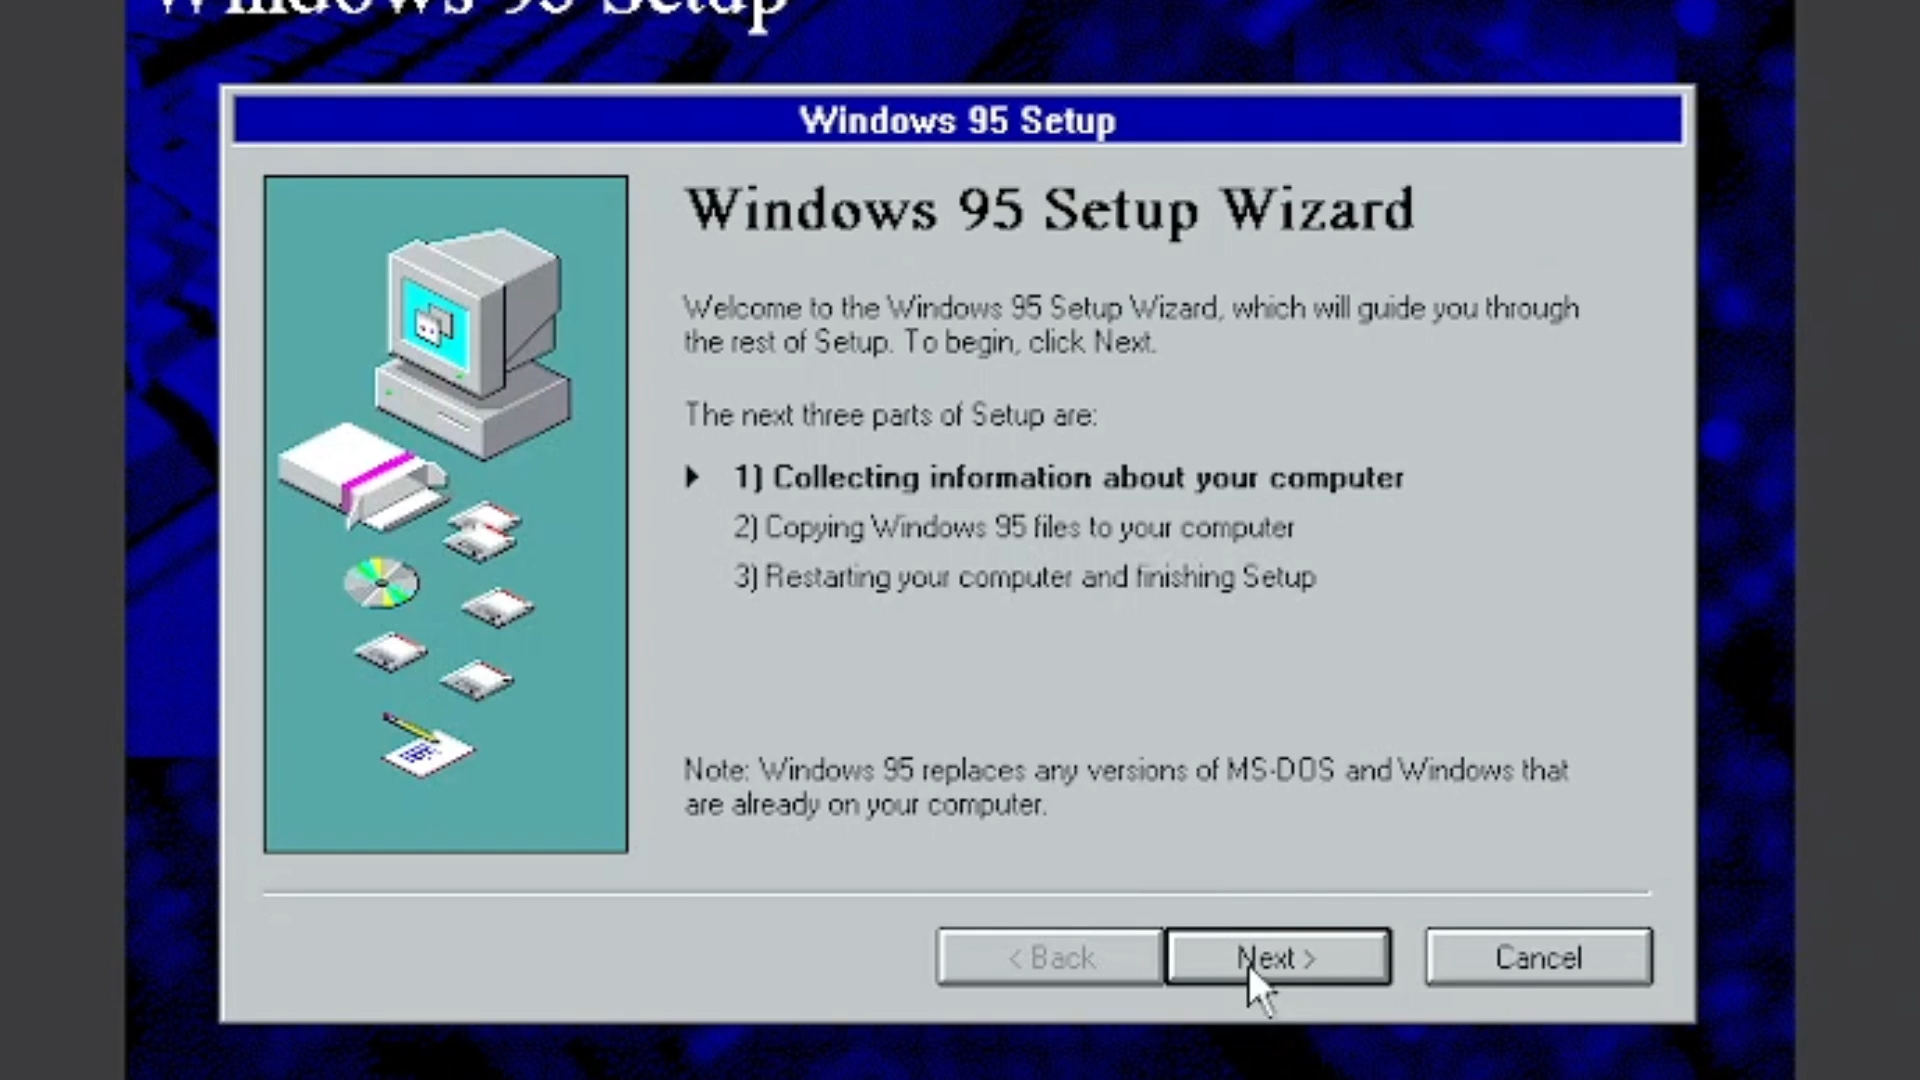 Windows 95 Setup
Windows 95 Setup
Windows 95 Setup Wizard
Welcome to the Windows 95 Setup Wizard, which will guide you through
the rest of Setup. To begin, click Next.
The next three parts of Setup are:
1) Collecting information about your computer
2) Copying Windows 95 files to your computer
3) Restarting your computer and finishing Setup
Note: Windows 95 replaces any versions of MS-DOS and Windows that
are already on your computer.
< Back
Next >
Cancel